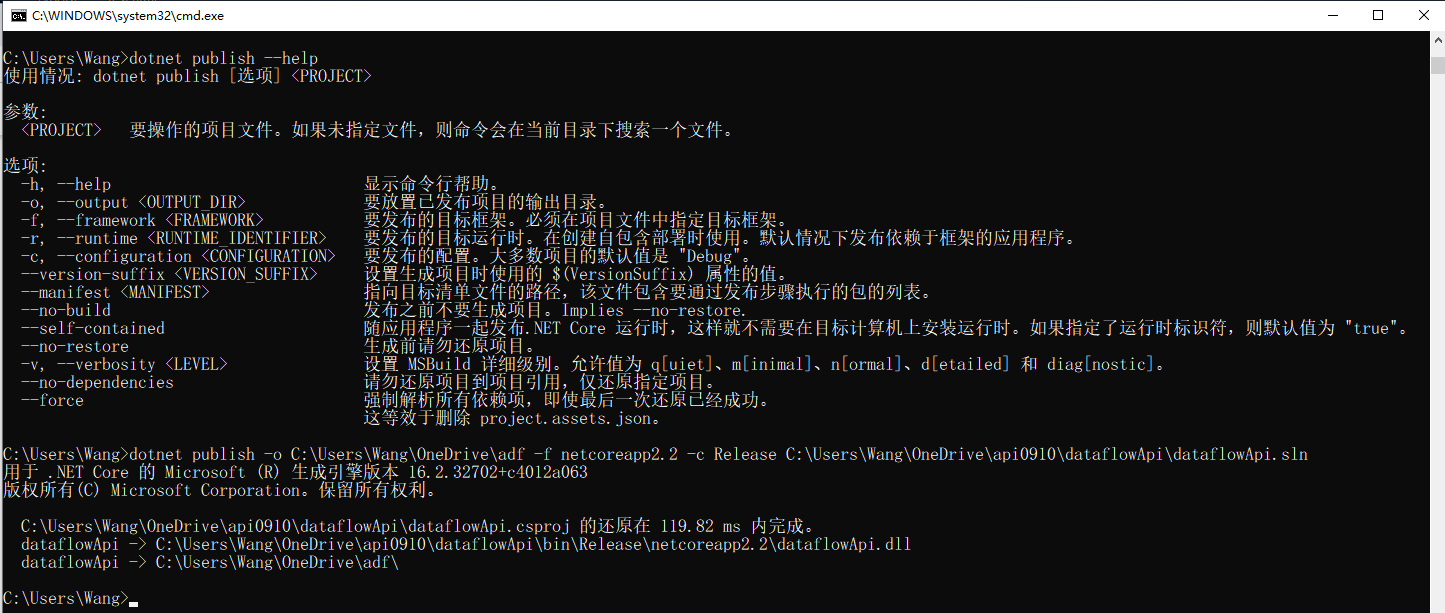 C:\WINDOWS\system32\cmd.exe
C:\Users\Wang>dotnet publish --help
使用情况: dotnet publish [选项] <PROJECT>
参数:
<PROJECT> 要操作的项目文件。如果未指定文件，则命令会在当前目录下搜索一个文件。
选项:
-h, --help 显示命令行帮助。
-o, --output <OUTPUT_DIR> 要放置已发布项目的输出目录。
-f, --framework <FRAMEWORK> 要发布的目标框架。必须在项目文件中指定目标框架。
-r, --runtime <RUNTIME_IDENTIFIER> 要发布的目标运行时。在创建自包含部署时使用。默认情况下发布依赖于框架的应用程序。
-c, --configuration <CONFIGURATION> 要发布的配置。大多数项目的默认值是 "Debug"。
--version-suffix <VERSION_SUFFIX> 设置生成项目时使用的 $(VersionSuffix) 属性的值。
--manifest <MANIFEST> 指向目标清单文件的路径，该文件包含要通过发布步骤执行的包的列表。
--no-build 发布之前不要生成项目。Implies --no-restore.
--self-contained 随应用程序一起发布.NET Core 运行时，这样就不需要在目标计算机上安装运行时。如果指定了运行时标识符，则默认值为 "true"。
--no-restore 生成前请勿还原项目。
-v, --verbosity <LEVEL> 设置 MSBuild 详细级别。允许值为 q[uiet]、m[inimal]、n[ormal]、d[etailed] 和 diag[nostic]。
--no-dependencies 请勿还原项目到项目引用，仅还原指定项目。
--force 强制解析所有依赖项，即使最后一次还原已经成功。
这等效于删除 project.assets.json。
C:\Users\Wang>dotnet publish -o C:\Users\Wang\OneDrive\adf -f netcoreapp2.2 -c Release C:\Users\Wang\OneDrive\api0910\dataflowApi\dataflowApi.sln
用于 .NET Core 的 Microsoft (R) 生成引擎版本 16.2.32702+c4012a063
版权所有(C) Microsoft Corporation。保留所有权利。
C:\Users\Wang\OneDrive\api0910\dataflowApi\dataflowApi.csproj 的还原在 119.82 ms 内完成。
dataflowApi -> C:\Users\Wang\OneDrive\api0910\dataflowApi\bin\Release\netcoreapp2.2\dataflowApi.dll
dataflowApi -> C:\Users\Wang\OneDrive\adf\
C:\Users\Wang>